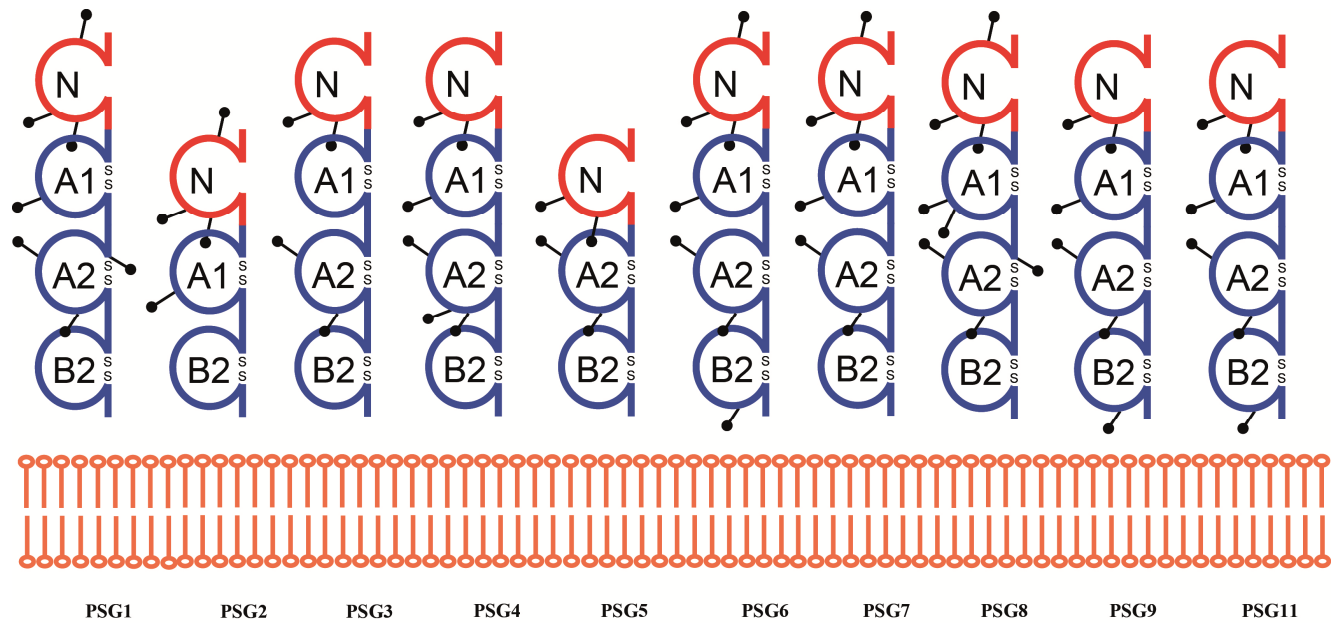 N N N N N N N N
A1 N A1 A1 N A1 A1 A1 A1 A1
S S S S S S S S
S S S S S S S S
A2 A1 A2 A2 A2 A2 A2 A2 A2 A2
S S S S S S S S S S
S S S S S S S S S S
B2 B2 B2 B2 B2 B2 B2 B2 B2 B2
S S S S S S S S S S
S S S S S S S S S S
PSG1 PSG2 PSG3 PSG4 PSG5 PSG6 PSG7 PSG8 PSG9 PSG11